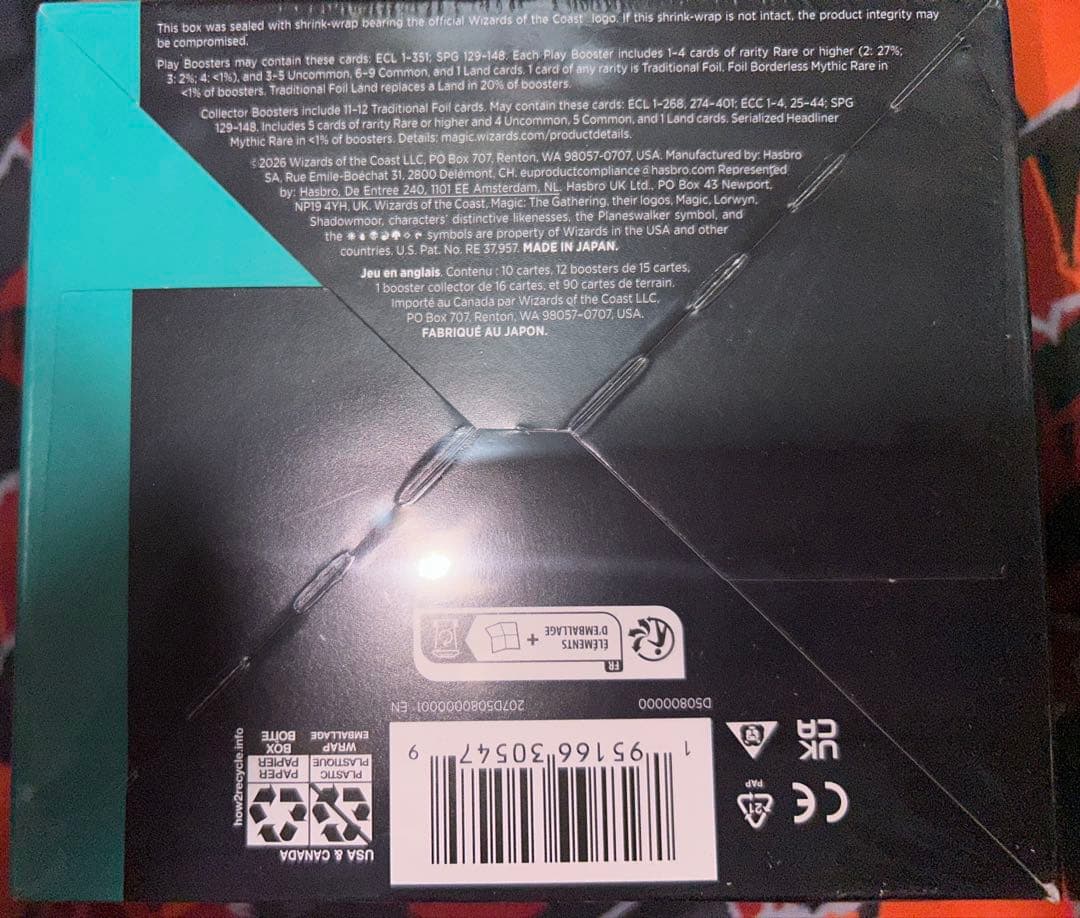 This box was sealed with shrink-wrap bearing the official Wizards of the Coast logo. If this shrink-wrap is not intact, the product integrity may
be compromised.
Play Boosters may contain these cards: ECL 1-351; SPG 129-148. Each Play Booster includes 1-4 cards of rarity Rare or higher (2: 27%;
3: 2%; 4: <1%), and 3-5 Uncommon, 6-9 Common, and 1 Land cards. 1 card of any rarity is Traditional Foil. Foil Borderless Mythic Rare in
<1% of boosters. Traditional Foil Land replaces a Land in 20% of boosters.
Collector Boosters include 11-12 Traditional Foil cards. May contain these cards: ECL 1-268, 274-401; ECC 1-4, 25-44; SPG
129-148. Includes 5 cards of rarity Rare or higher and 4 Uncommon, 5 Common, and 1 Land cards. Serialized Headliner
Mythic Rare in <1% of boosters. Details: magic.wizards.com/productdetails.
©2026 Wizards of the Coast LLC, PO Box 707, Renton, WA 98057-0707, USA. Manufactured by: Hasbro
SA, Rue Emile-Boéchat 31, 2800 Delémont, CH. euproductcompliance@hasbro.com Represented
by: Hasbro, De Entree 240, 1101 EE Amsterdam, NL. Hasbro UK Ltd., PO Box 43 Newport,
NP19 4YH, UK. Wizards of the Coast, Magic: The Gathering, their logos, Magic, Lorwyn,
Shadowmoor, characters' distinctive likenesses, the Planeswalker symbol, and
the symbols are property of Wizards in the USA and other
countries. U.S. Pat. No. RE 37,957. MADE IN JAPAN.
Jeu en anglais. Contenu : 10 cartes, 12 boosters de 15 cartes,
1 booster collector de 16 cartes, et 90 cartes de terrain.
Importé au Canada par Wizards of the Coast LLC,
PO Box 707, Renton, WA 98057-0707, USA.
FABRIQUÉ AU JAPON.
FR
ÉLÉMENTS
D'EMBALLAGE
+
D50800000
207D50800000001 EN
1 95166 30547 9
UK
CA
CE
21
PAP
USA & CANADA
PLASTIC
PLASTIQUE
WRAP
EMBALLAGE
PAPER
PAPIER
BOX
BOÎTE
how2recycle.info